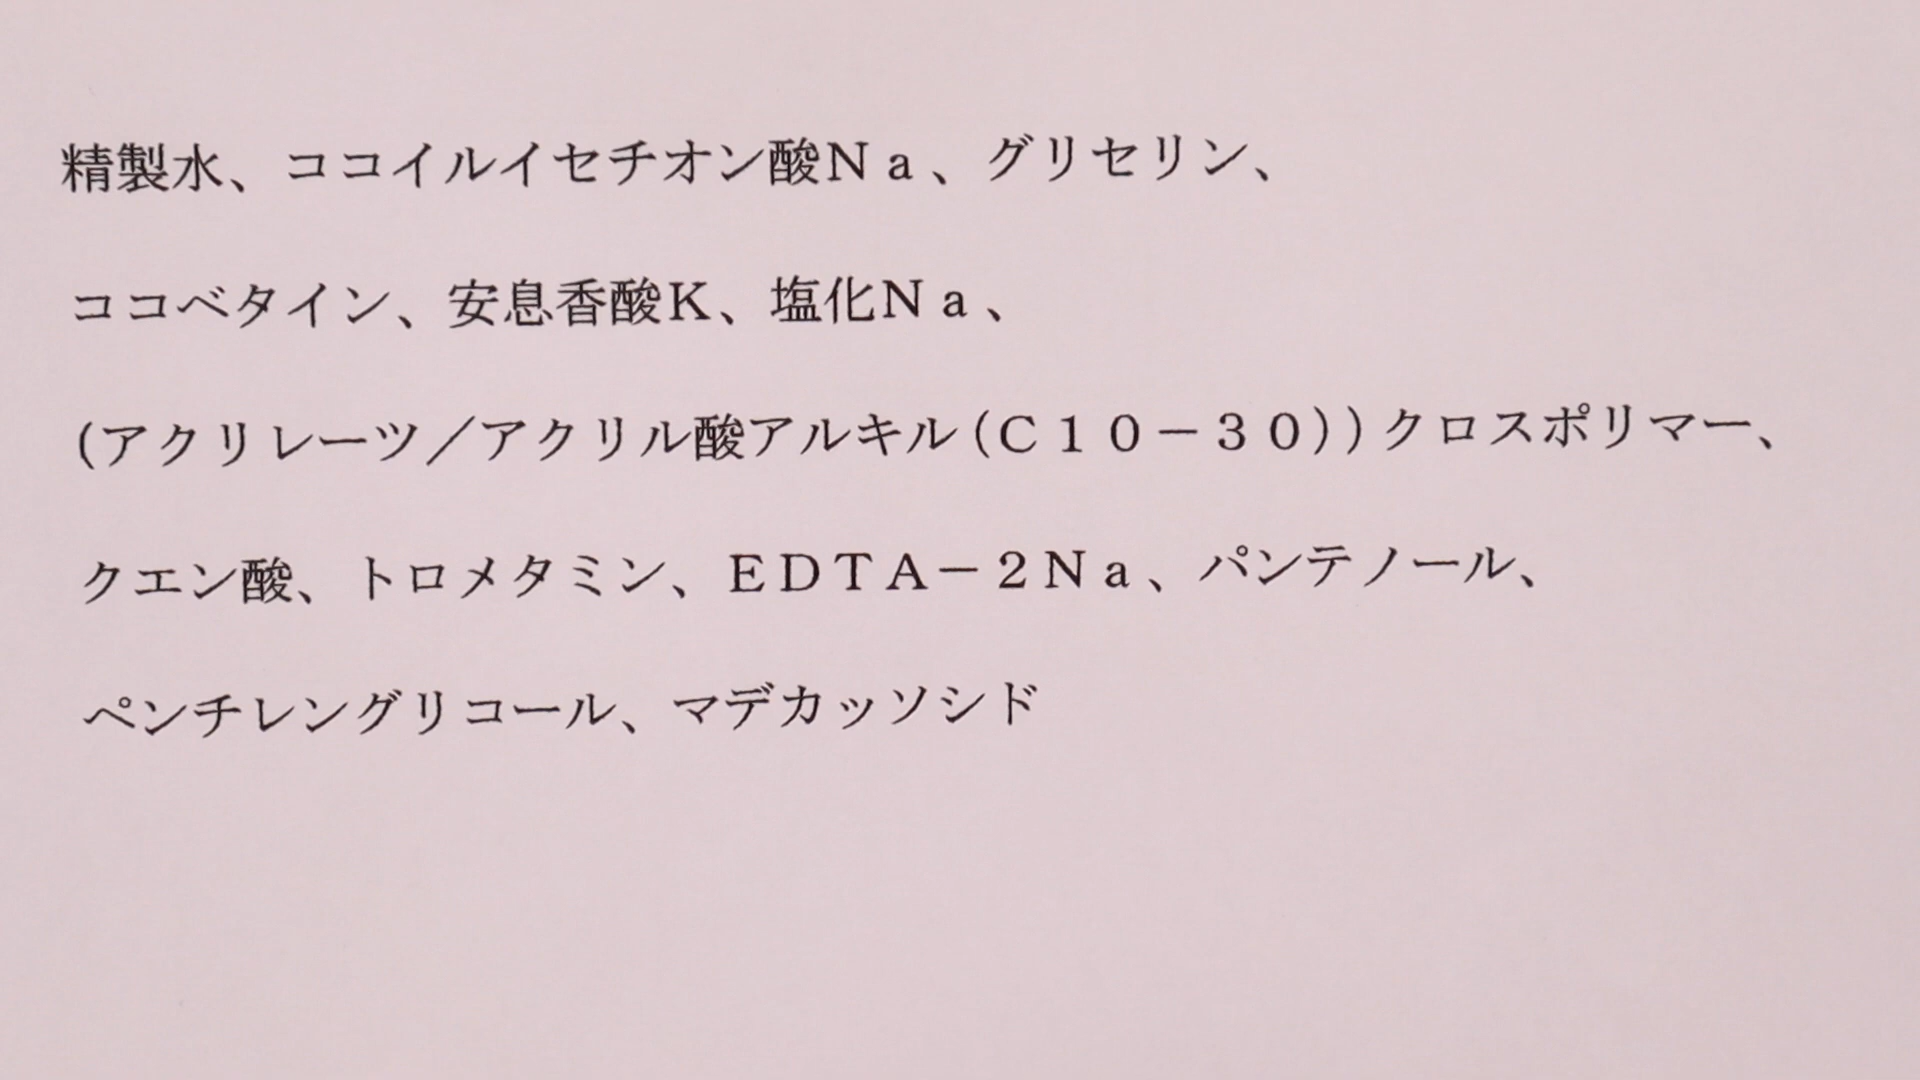 精製水、ココイルイセチオン酸Ｎａ、グリセリン、
ココベタイン、安息香酸Ｋ、塩化Ｎａ、
(アクリレーツ／アクリル酸アルキル(Ｃ１０－３０))クロスポリマー、
クエン酸、トロメタミン、ＥＤＴＡ－２Ｎａ、パンテノール、
ペンチレングリコール、マデカッソシド